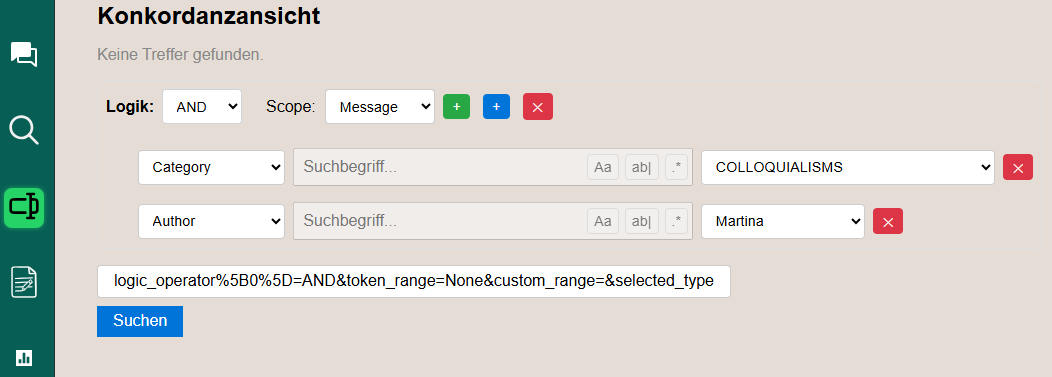 Konkordanzansicht
Keine Treffer gefunden.
Logik: AND Scope: Message + + ×
Category Suchbegriff... Aa ab| .* COLLOQUIALISMS ×
Author Suchbegriff... Aa ab| .* Martina ×
logic_operator%5B0%5D=AND&token_range=None&custom_range=&selected_type
Suchen